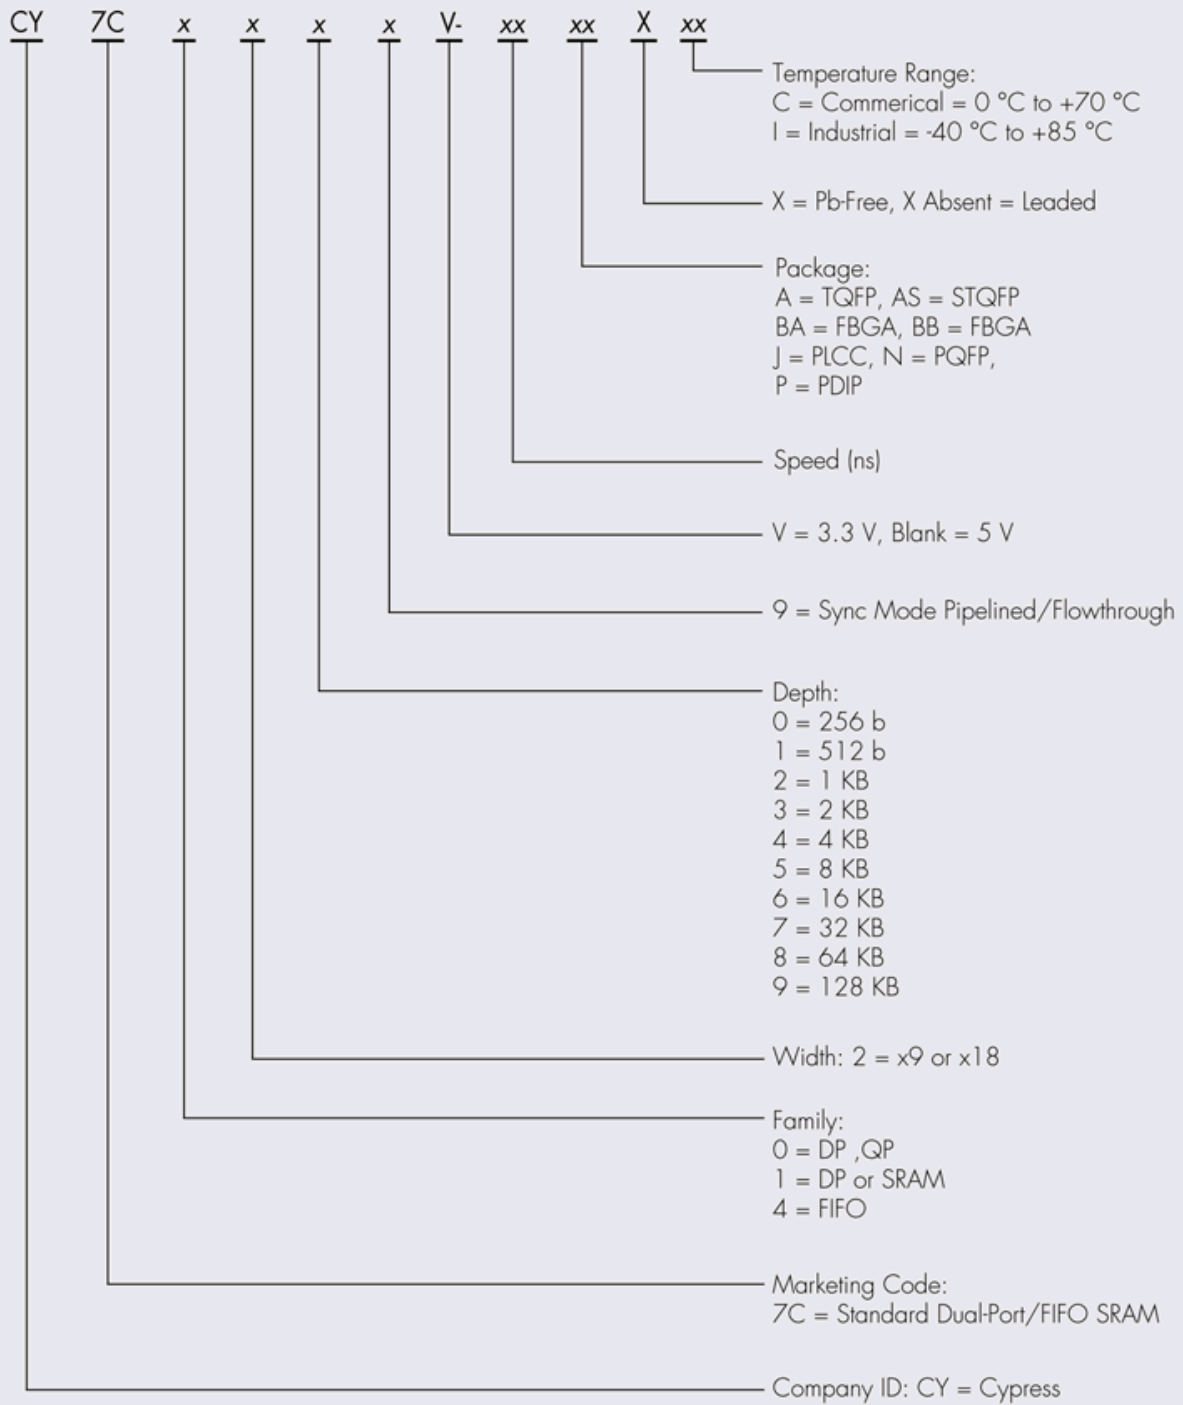 CY 7C x x x x V- xx xx X xx
Temperature Range:
C = Commerical = 0 °C to +70 °C
I = Industrial = -40 °C to +85 °C
X = Pb-Free, X Absent = Leaded
Package:
A = TQFP, AS = STQFP
BA = FBGA, BB = FBGA
J = PLCC, N = PQFP,
P = PDIP
Speed (ns)
V = 3.3 V, Blank = 5 V
9 = Sync Mode Pipelined/Flowthrough
Depth:
0 = 256 b
1 = 512 b
2 = 1 KB
3 = 2 KB
4 = 4 KB
5 = 8 KB
6 = 16 KB
7 = 32 KB
8 = 64 KB
9 = 128 KB
Width: 2 = x9 or x18
Family:
0 = DP ,QP
1 = DP or SRAM
4 = FIFO
Marketing Code:
7C = Standard Dual-Port/FIFO SRAM
Company ID: CY = Cypress